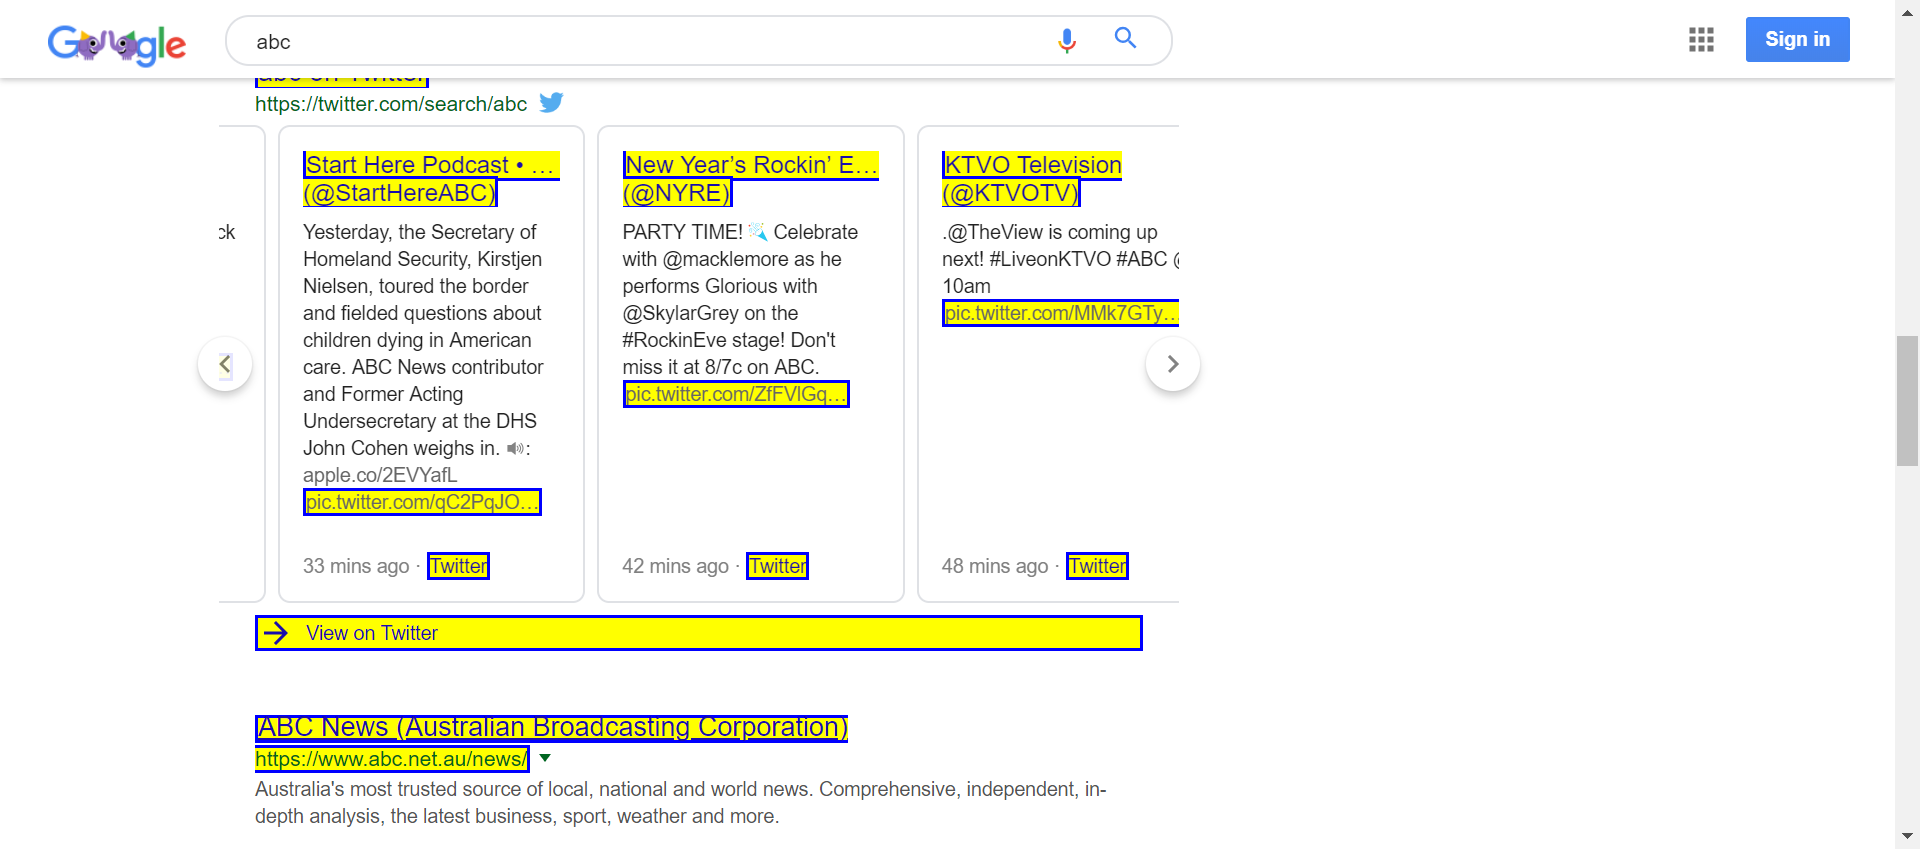 Google
abc
Sign in
abc on Twitter
https://twitter.com/search/abc
ck
Start Here Podcast • …
(@StartHereABC)
Yesterday, the Secretary of
Homeland Security, Kirstjen
Nielsen, toured the border
and fielded questions about
children dying in American
care. ABC News contributor
and Former Acting
Undersecretary at the DHS
John Cohen weighs in. 🔊:
apple.co/2EVYafL
pic.twitter.com/qC2PqJO…
33 mins ago · Twitter
New Year’s Rockin’ E…
(@NYRE)
PARTY TIME! 🎉 Celebrate
with @macklemore as he
performs Glorious with
@SkylarGrey on the
#RockinEve stage! Don't
miss it at 8/7c on ABC.
pic.twitter.com/ZfFVlGq…
42 mins ago · Twitter
KTVO Television
(@KTVOTV)
.@TheView is coming up
next! #LiveonKTVO #ABC @
10am
pic.twitter.com/MMk7GTy…
48 mins ago · Twitter
View on Twitter
ABC News (Australian Broadcasting Corporation)
https://www.abc.net.au/news/
Australia's most trusted source of local, national and world news. Comprehensive, independent, in-
depth analysis, the latest business, sport, weather and more.